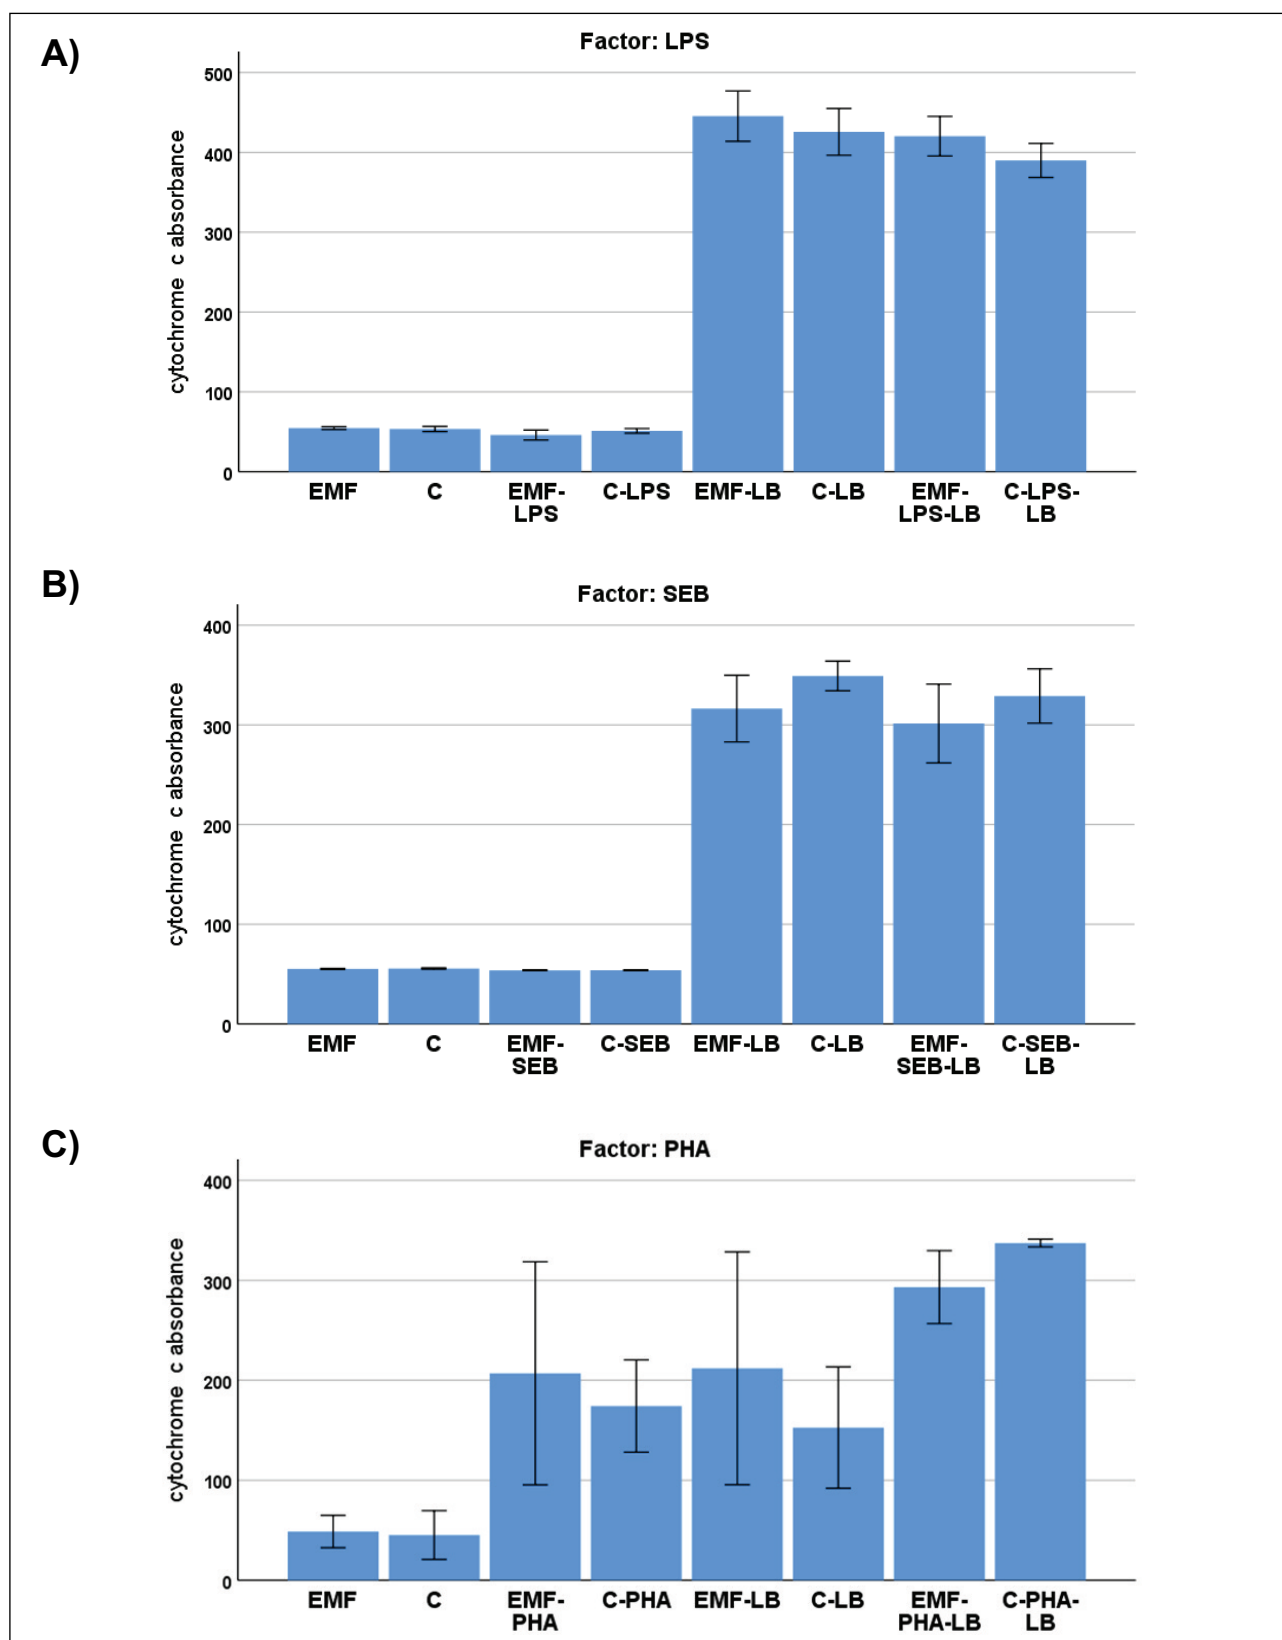 A)
Factor: LPS
cytochrome c absorbance
500
400
300
200
100
0
EMF C EMF- C-LPS EMF-LB C-LB EMF- C-LPS-
LPS LPS-LB LB
B)
Factor: SEB
cytochrome c absorbance
400
300
200
100
0
EMF C EMF- C-SEB EMF-LB C-LB EMF- C-SEB-
SEB SEB-LB LB
C)
Factor: PHA
cytochrome c absorbance
400
300
200
100
0
EMF C EMF- C-PHA EMF-LB C-LB EMF- C-PHA-
PHA PHA-LB LB